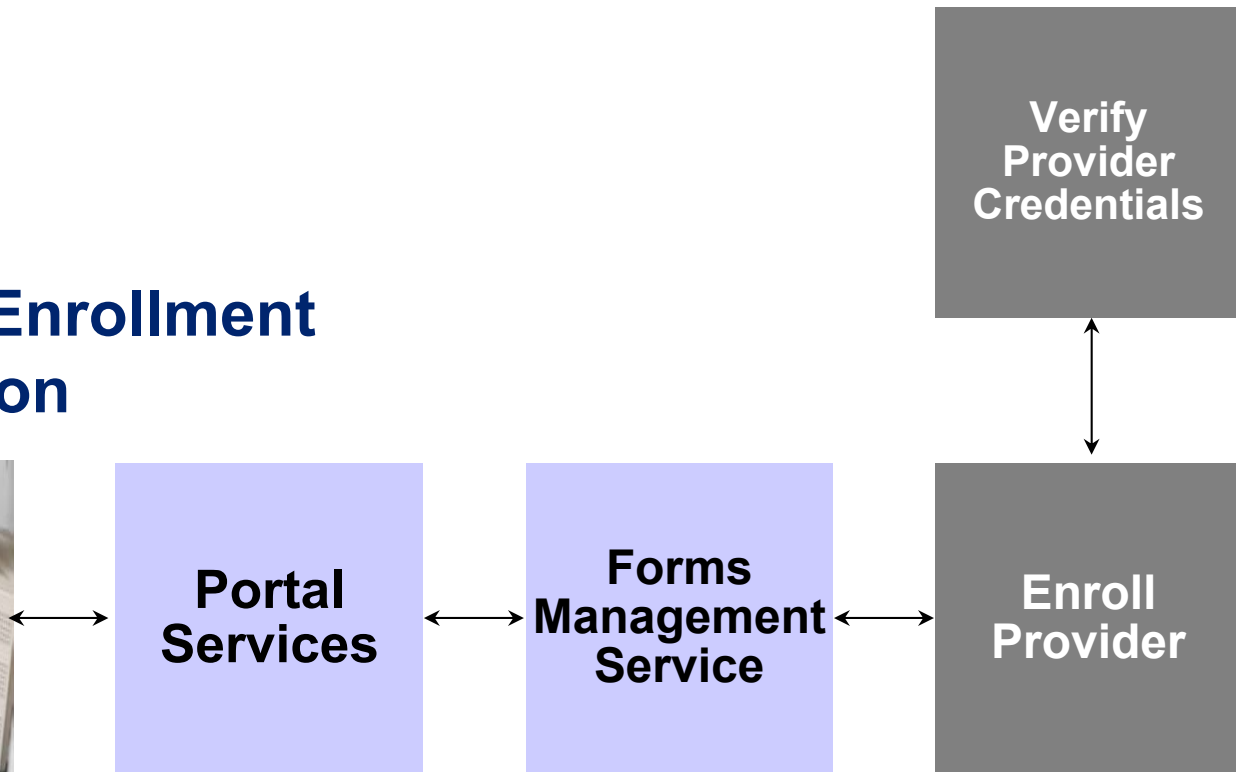 Verify
Provider
Credentials
Enrollment
on
Portal
Services
Forms
Management
Service
Enroll
Provider